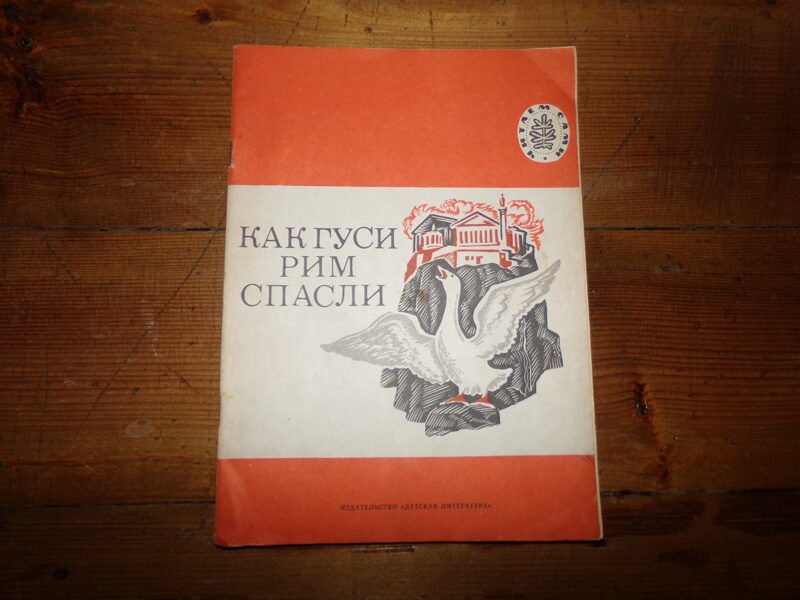 ЧИТАЕМ САМИ
КАК ГУСИ
РИМ
СПАСЛИ
ИЗДАТЕЛЬСТВО «ДЕТСКАЯ ЛИТЕРАТУРА»